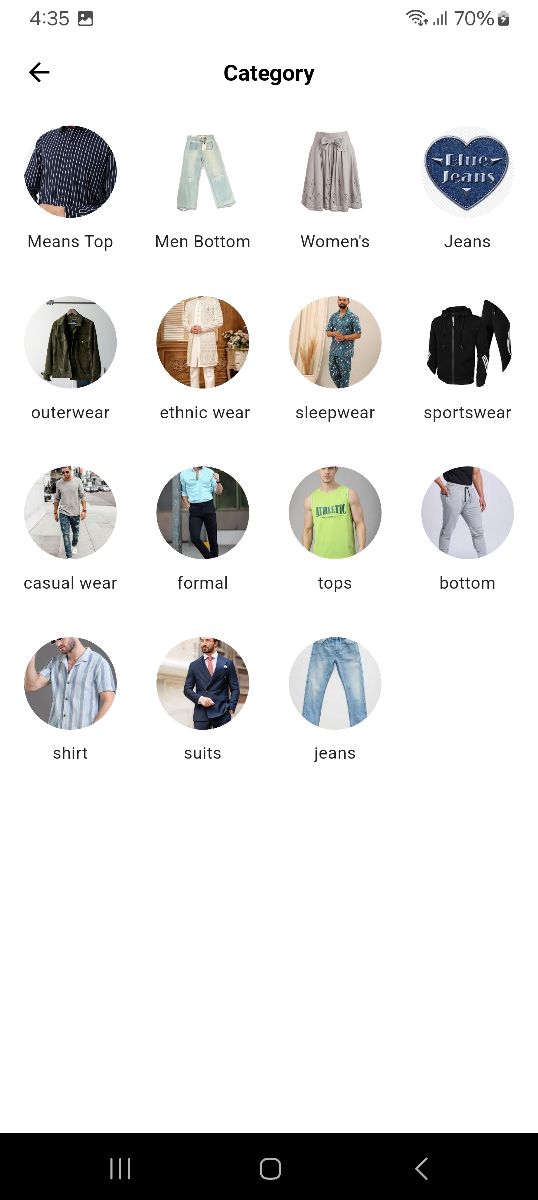 4:35 70%
Category
Means Top Men Bottom Women's Jeans
Blue
Jeans
outerwear ethnic wear sleepwear sportswear
ATHLETIC
casual wear formal tops bottom
shirt suits jeans